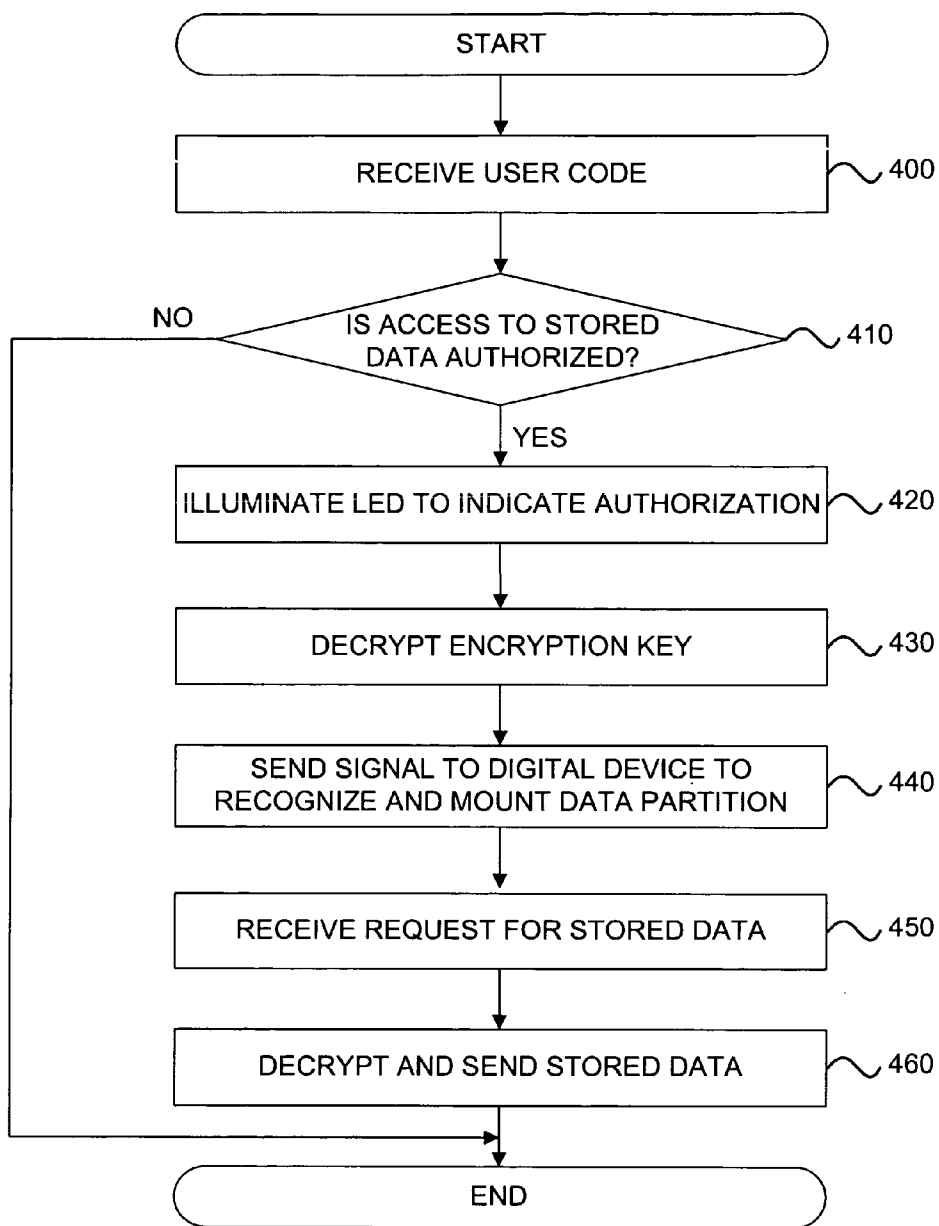 START
RECEIVE USER CODE
400
IS ACCESS TO STORED
DATA AUTHORIZED?
410
NO
YES
ILLUMINATE LED TO INDICATE AUTHORIZATION
420
DECRYPT ENCRYPTION KEY
430
SEND SIGNAL TO DIGITAL DEVICE TO
RECOGNIZE AND MOUNT DATA PARTITION
440
RECEIVE REQUEST FOR STORED DATA
450
DECRYPT AND SEND STORED DATA
460
END